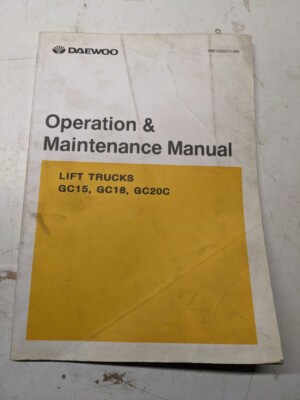 DAEWOO
Operation &
Maintenance Manual
LIFT TRUCKS
GC15, GC18, GC20C